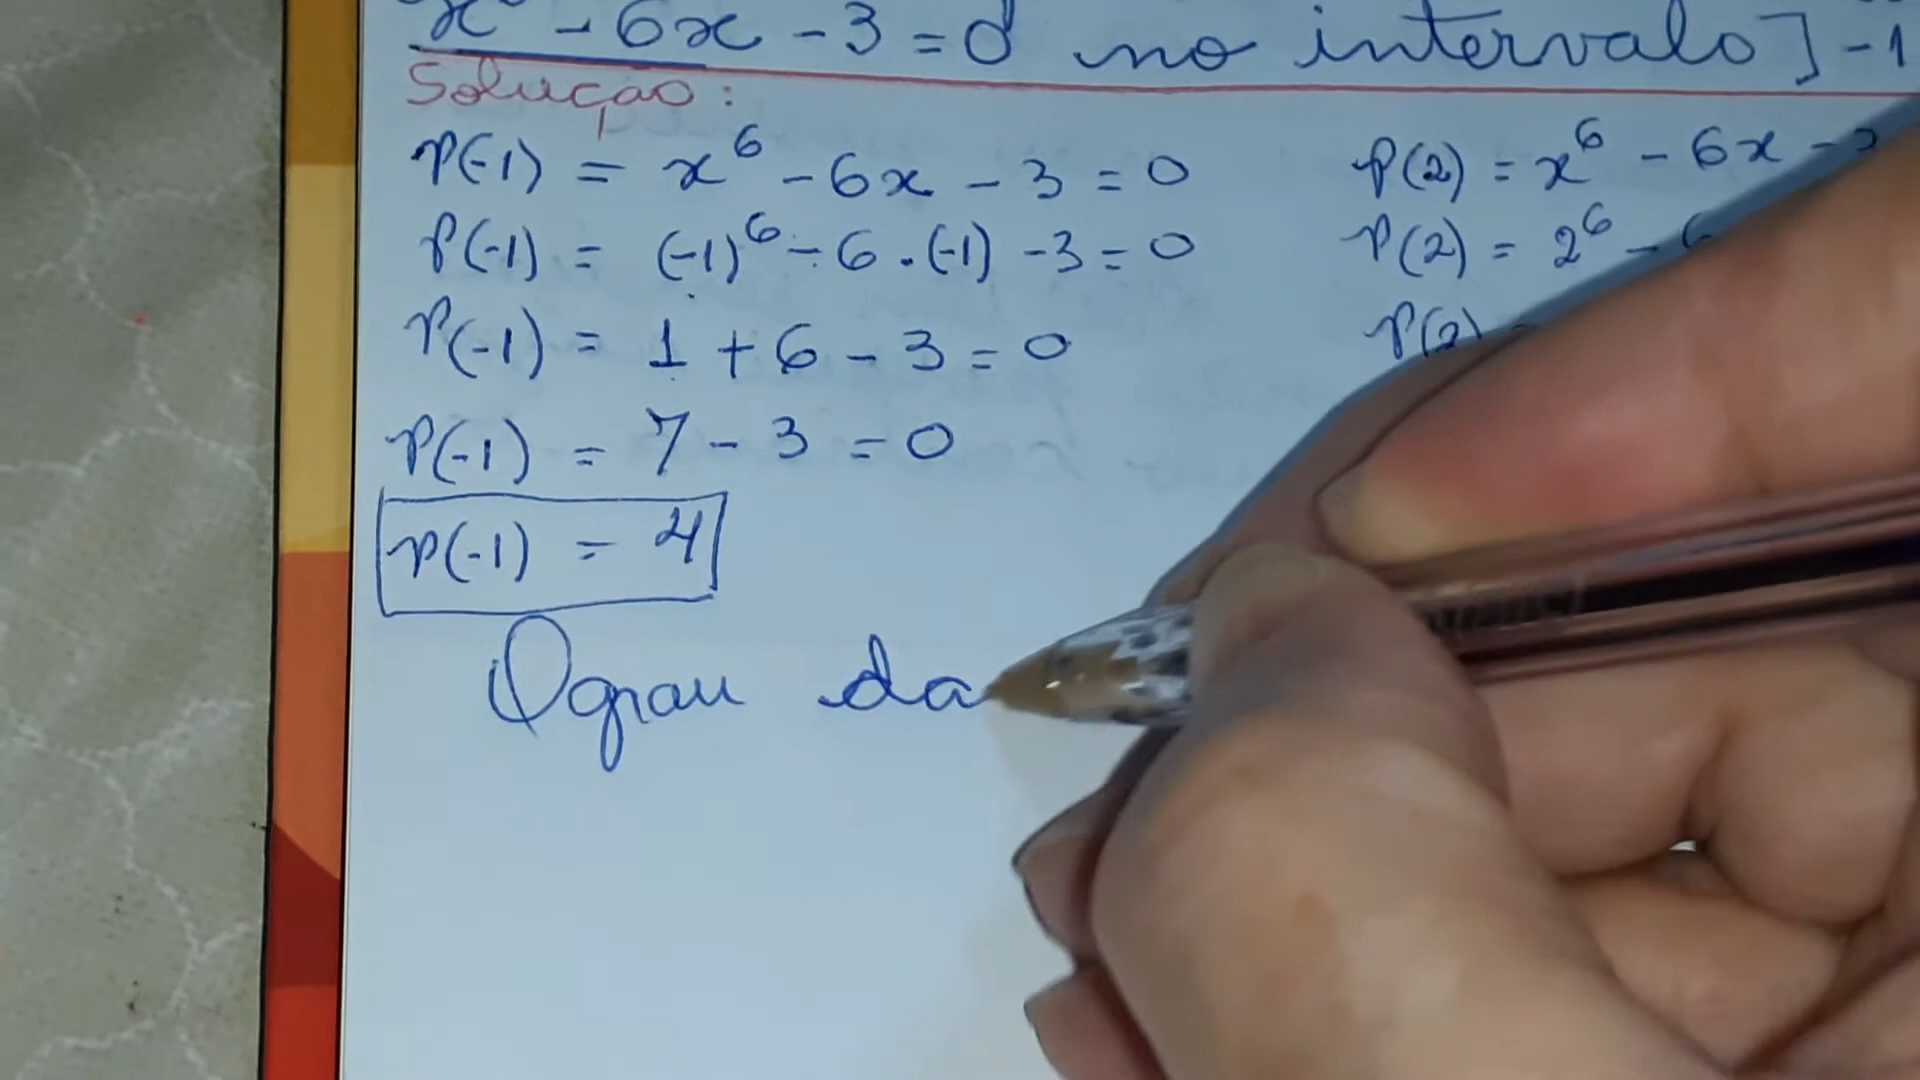 x⁶ - 6x - 3 = 0 no intervalo ] -1
Solução:
P(-1) = x⁶ - 6x - 3 = 0
P(-1) = (-1)⁶ - 6 . (-1) - 3 = 0
P(-1) = 1 + 6 - 3 = 0
P(-1) = 7 - 3 = 0
P(-1) = 4
O grau da
P(2) = x⁶ - 6x -
P(2) = 2⁶ -
P(2)